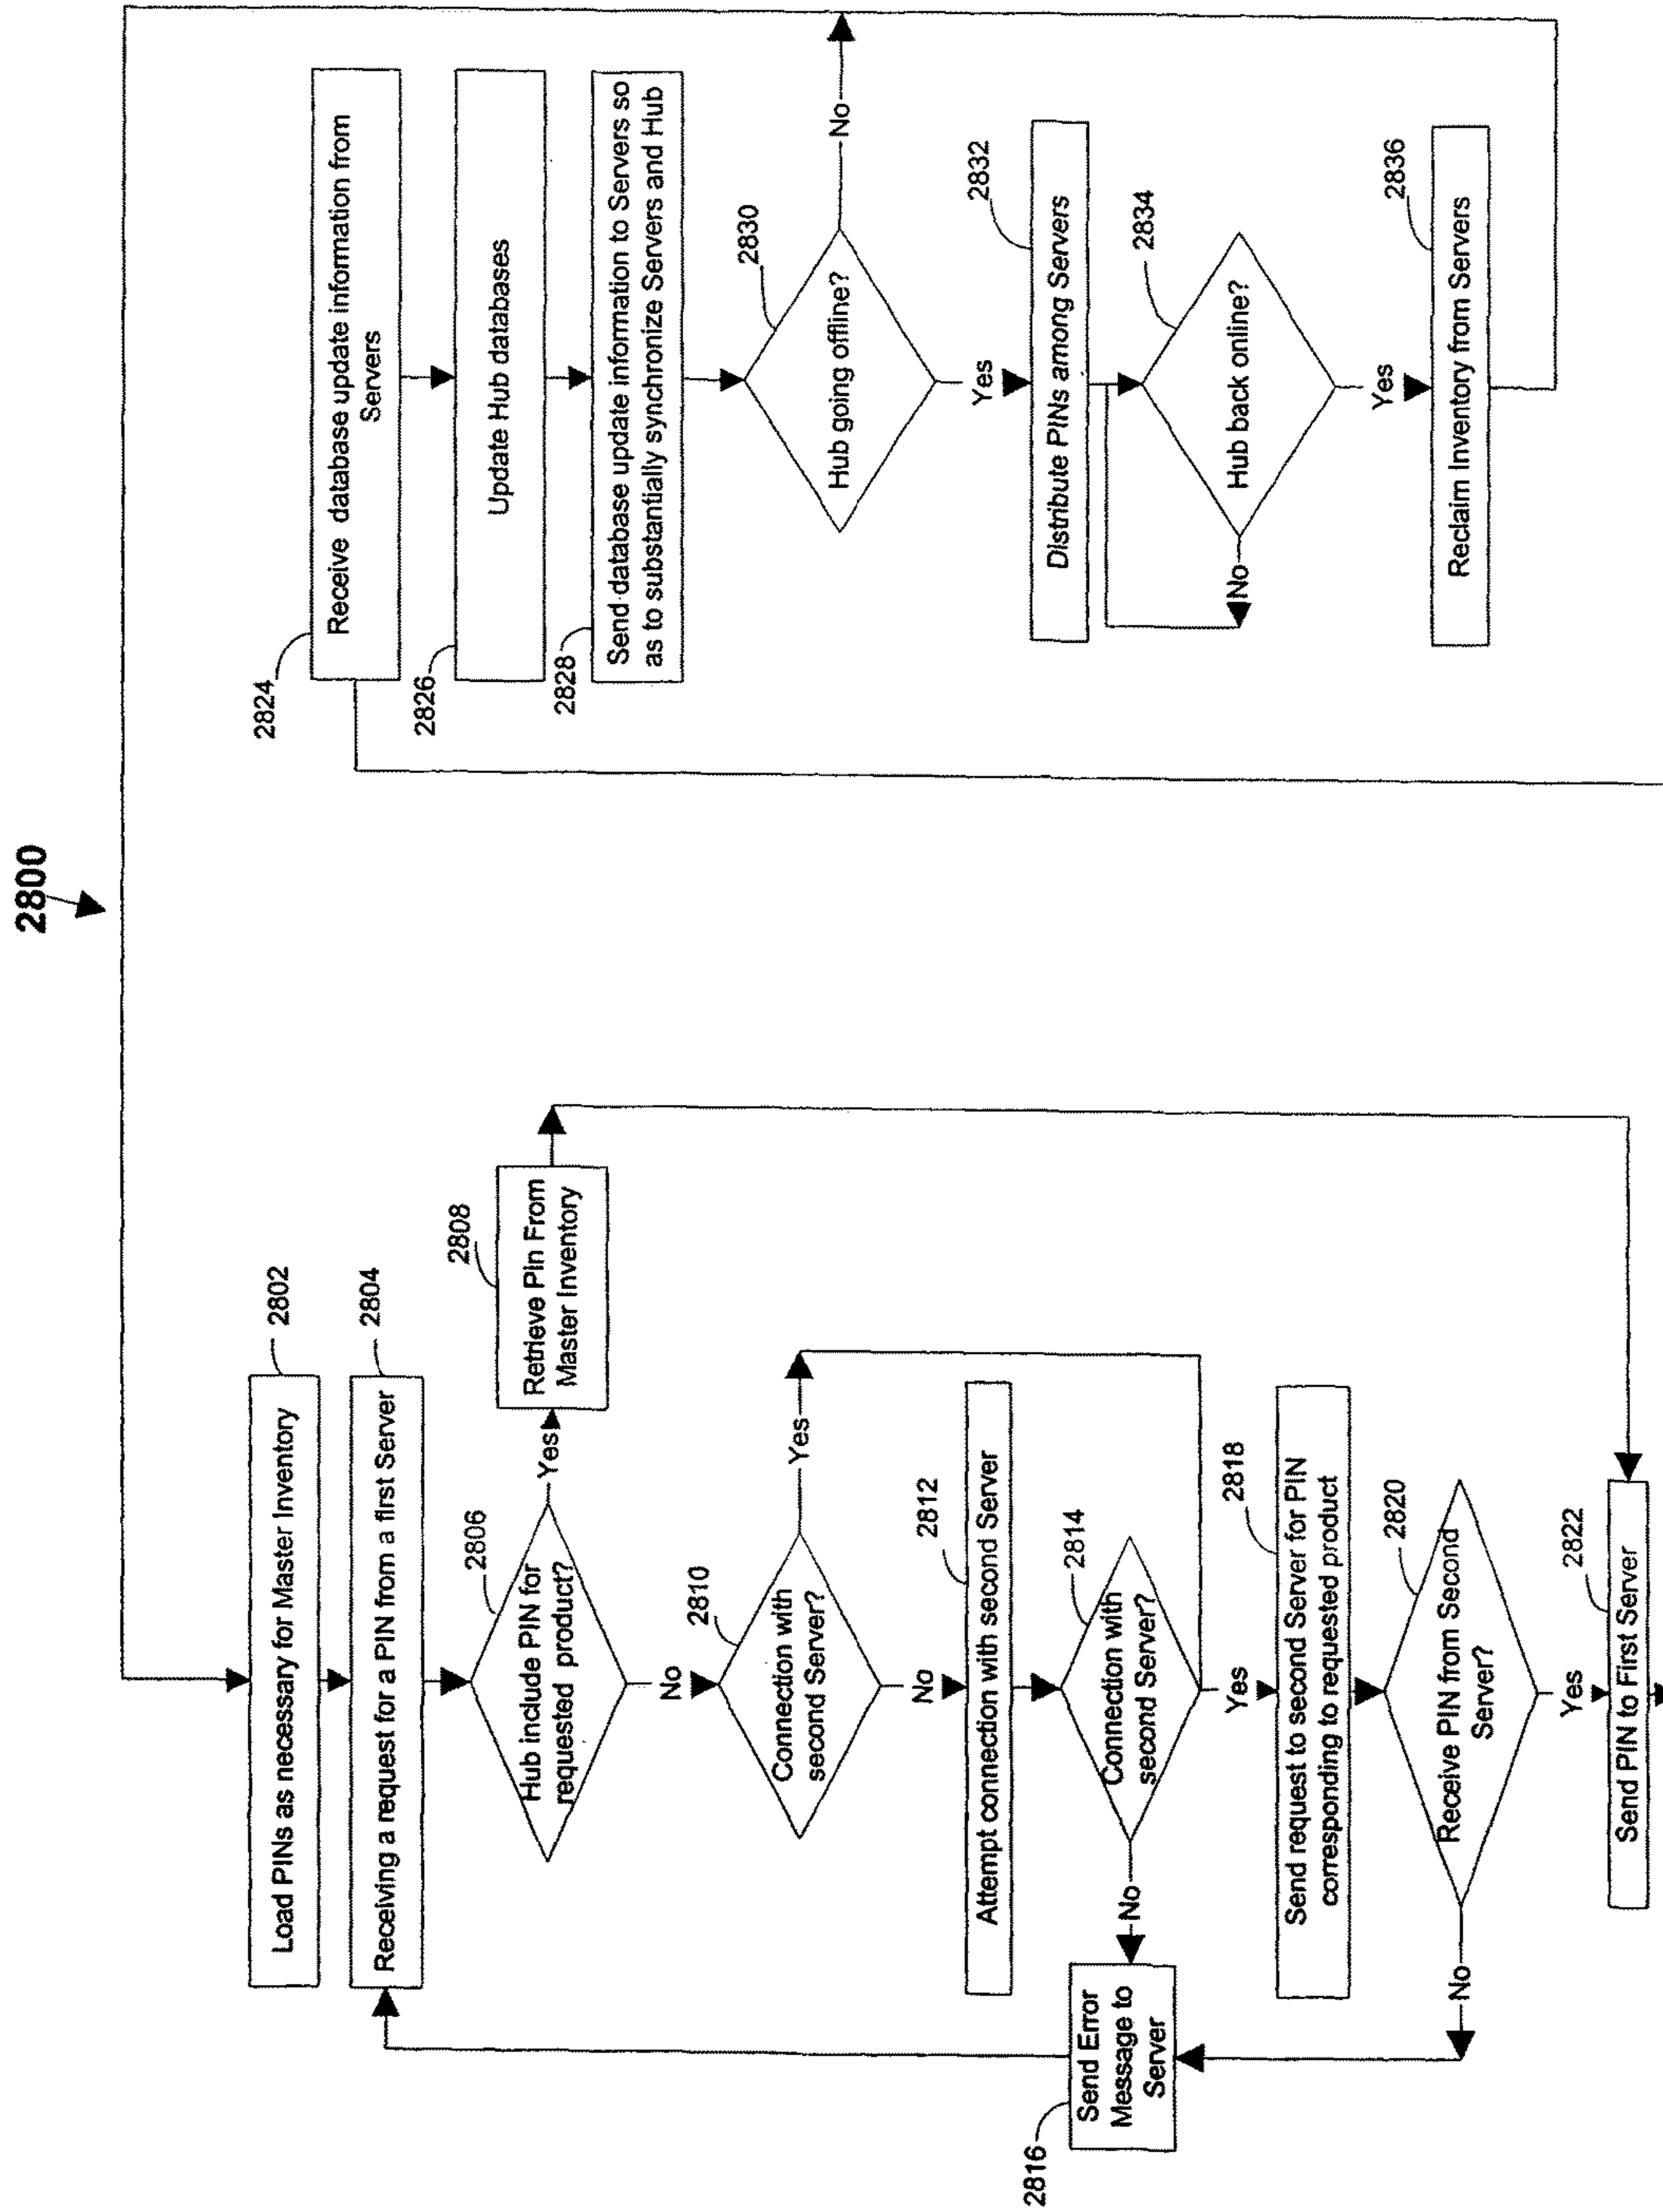 2800
Load PINs as necessary for Master Inventory
2802
Receiving a request for a PIN from a first Server
2804
Hub include PIN for
requested product?
2806
Yes
Retrieve Pin From
Master Inventory
2808
No
Connection with
second Server?
2810
Yes
No
Attempt connection with second Server
2812
Connection with
second Server?
2814
No
Send Error
Message to
Server
2816
Yes
Send request to second Server for PIN
corresponding to requested product
2818
Receive PIN from Second
Server?
2820
No
Yes
Send PIN to First Server
2822
Receive database update information from
Servers
2824
Update Hub databases
2826
Send database update information to Servers so
as to substantially synchronize Servers and Hub
2828
Hub going offline?
2830
No
Yes
Distribute PINs among Servers
2832
Hub back online?
2834
No
Yes
Reclaim Inventory from Servers
2836